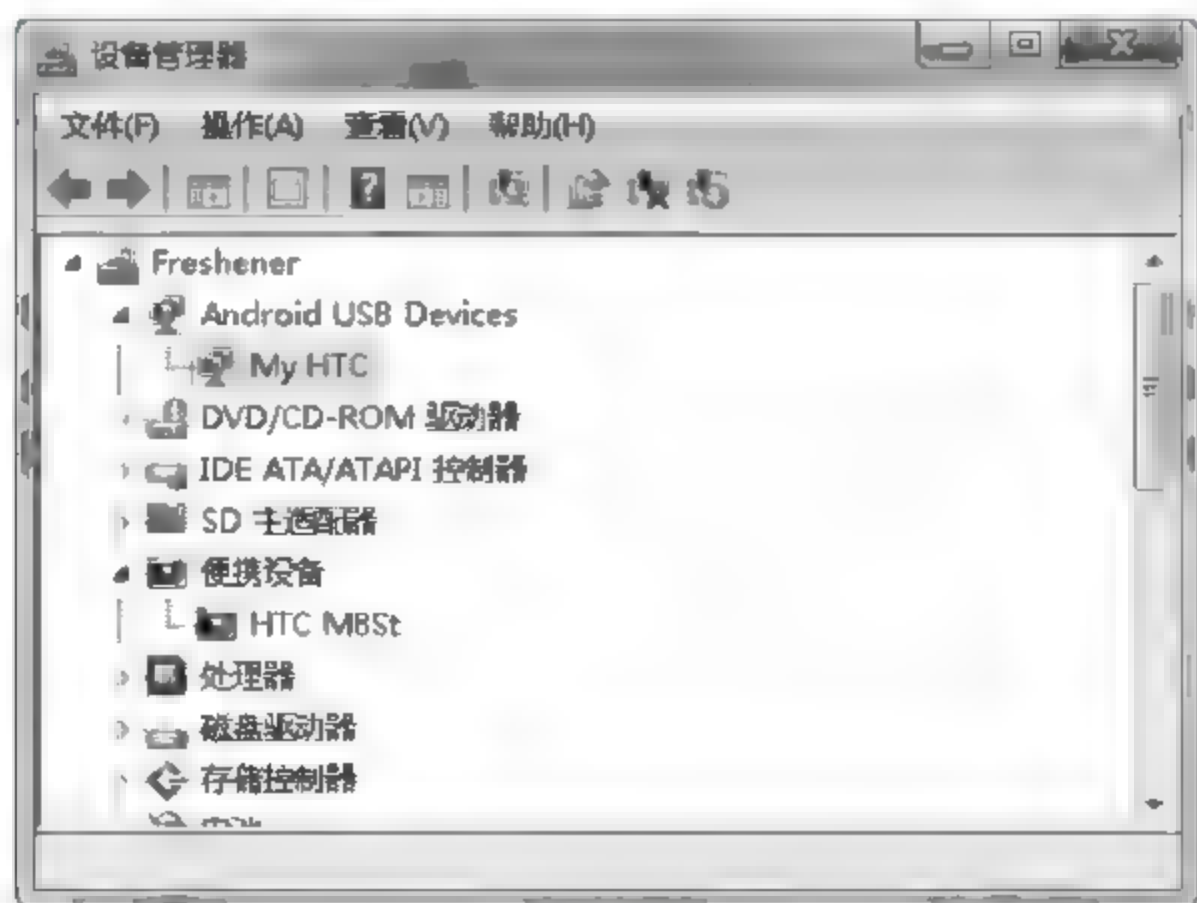 设备管理器
文件(F) 操作(A) 查看(V) 帮助(H)
Freshener
Android USB Devices
My HTC
DVD/CD-ROM 驱动器
IDE ATA/ATAPI 控制器
SD 主适配器
便携设备
HTC M8St
处理器
磁盘驱动器
存储控制器